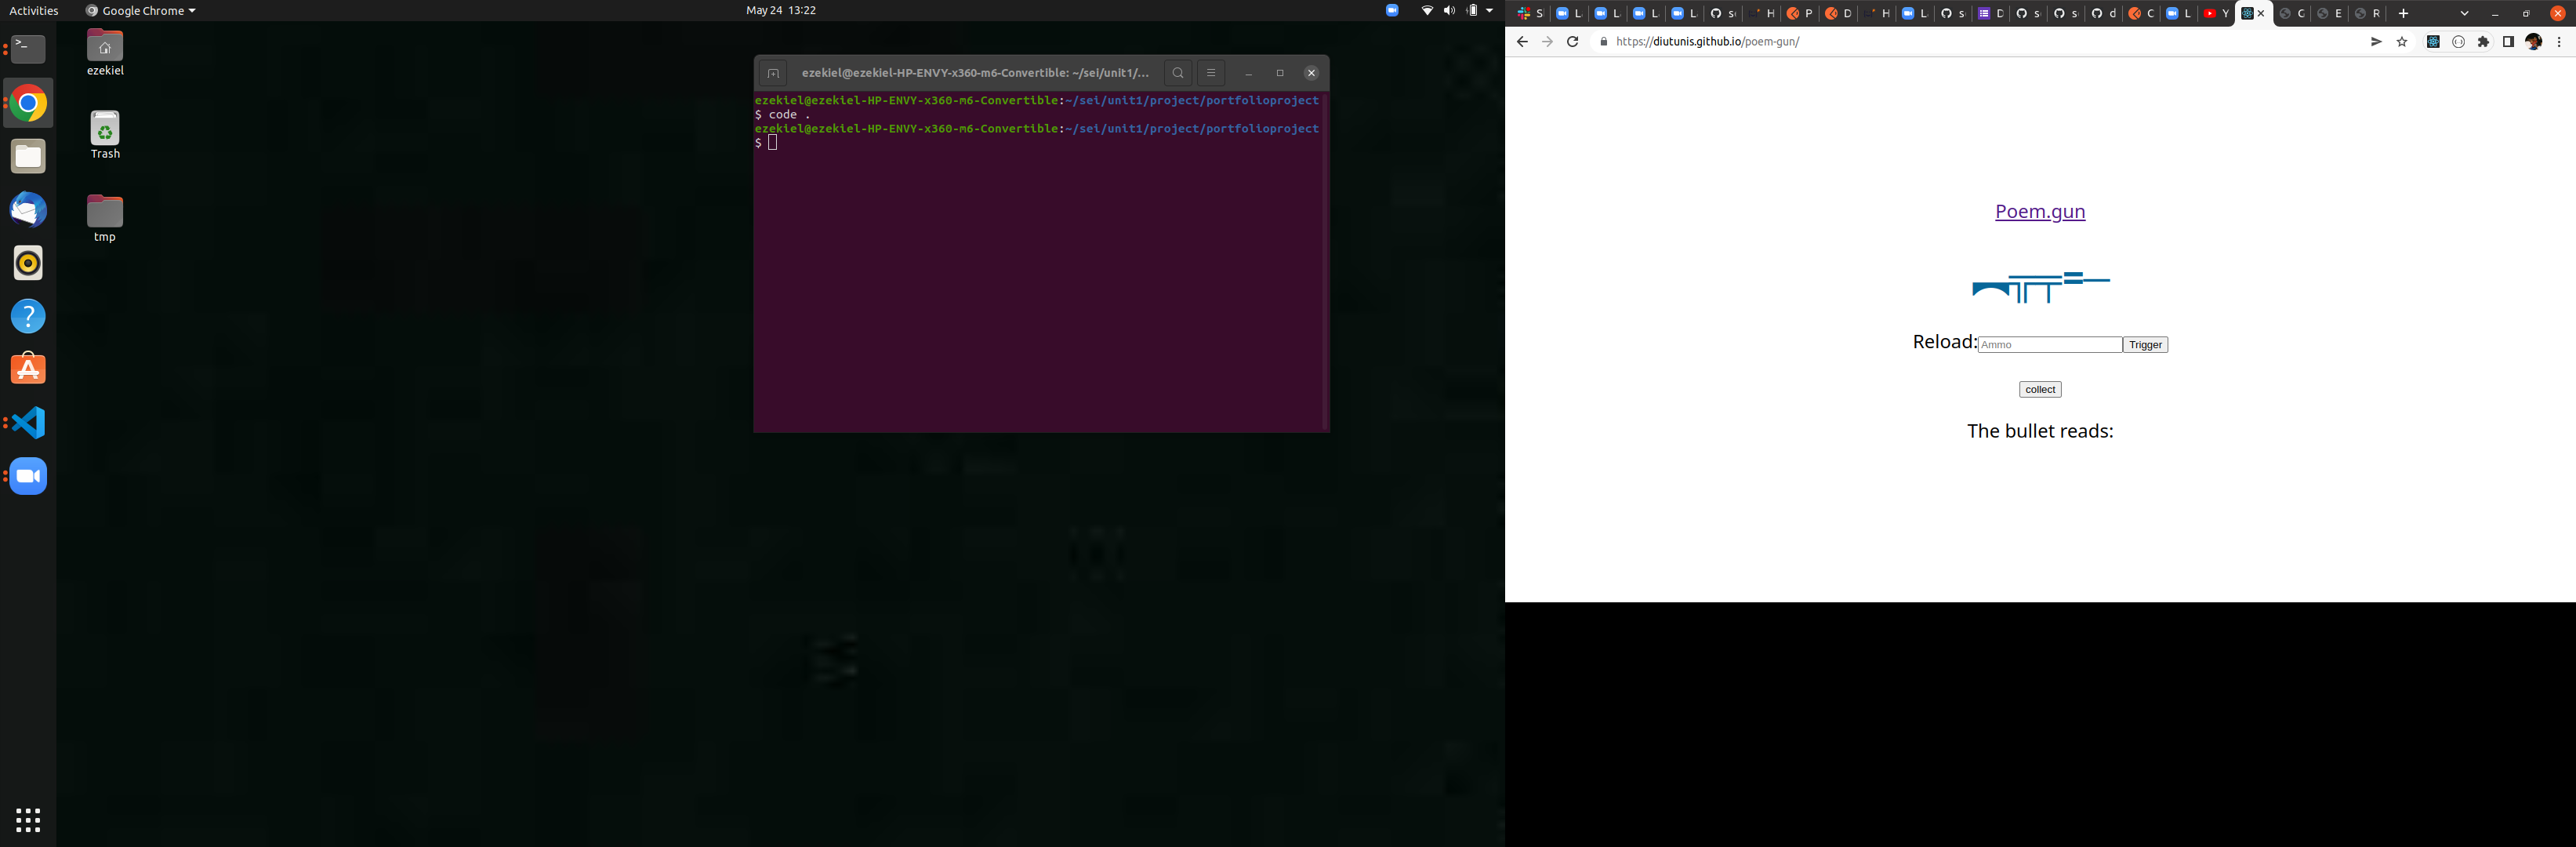 Activities
Google Chrome
May 24 13:22
ezekiel
Trash
tmp
ezekiel@ezekiel-HP-ENVY-x360-m6-Convertible: ~/sei/unit1/...
ezekiel@ezekiel-HP-ENVY-x360-m6-Convertible:~/sei/unit1/project/portfolioproject
$ code .
ezekiel@ezekiel-HP-ENVY-x360-m6-Convertible:~/sei/unit1/project/portfolioproject
$
https://diutunis.github.io/poem-gun/
Poem.gun
Reload: Ammo Trigger
collect
The bullet reads: